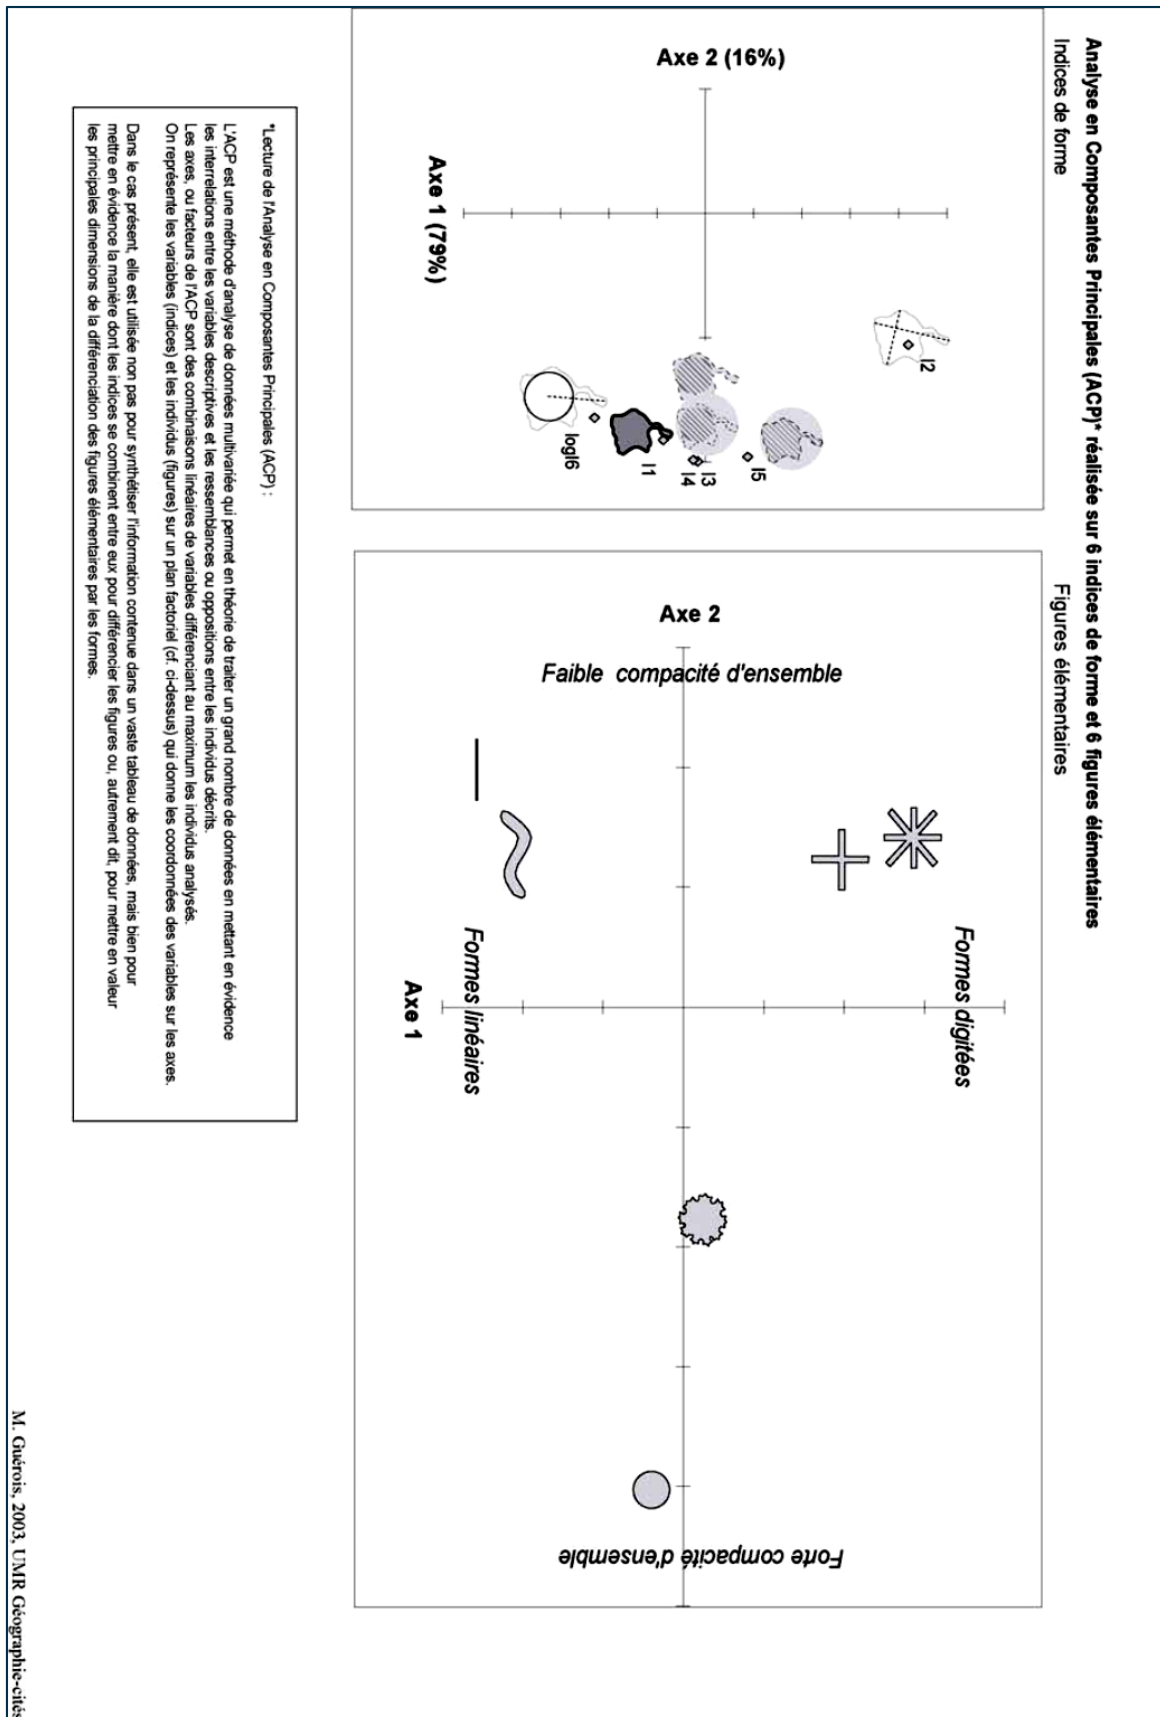 Analyse en Composantes Principales (ACP)* réalisée sur 6 indices de forme et 6 figures élémentaires
Indices de forme
Axe 2 (16%)
Axe 1 (79%)
I2
I5
I3
I4
I1
logI6
Figures élémentaires
Axe 2
Faible compacité d'ensemble
Formes digitées
Formes linéaires
Axe 1
Forte compacité d'ensemble
*Lecture de l'Analyse en Composantes Principales (ACP) :
L'ACP est une méthode d'analyse de données multivariée qui permet en théorie de traiter un grand nombre de données en mettant en évidence
les interrelations entre les variables descriptives et les ressemblances ou oppositions entre les individus décrits.
Les axes, ou facteurs de l'ACP sont des combinaisons linéaires de variables différenciant au maximum les individus analysés.
On représente les variables (indices) et les individus (figures) sur un plan factoriel (cf. ci-dessus) qui donne les coordonnées des variables sur les axes.
Dans le cas présent, elle est utilisée non pas pour synthétiser l'information contenue dans un vaste tableau de données, mais bien pour
mettre en évidence la manière dont les indices se combinent entre eux pour différencier les figures ou, autrement dit, pour mettre en valeur
les principales dimensions de la différenciation des figures élémentaires par les formes.
M. Guérois, 2003, UMR Géographie-cités